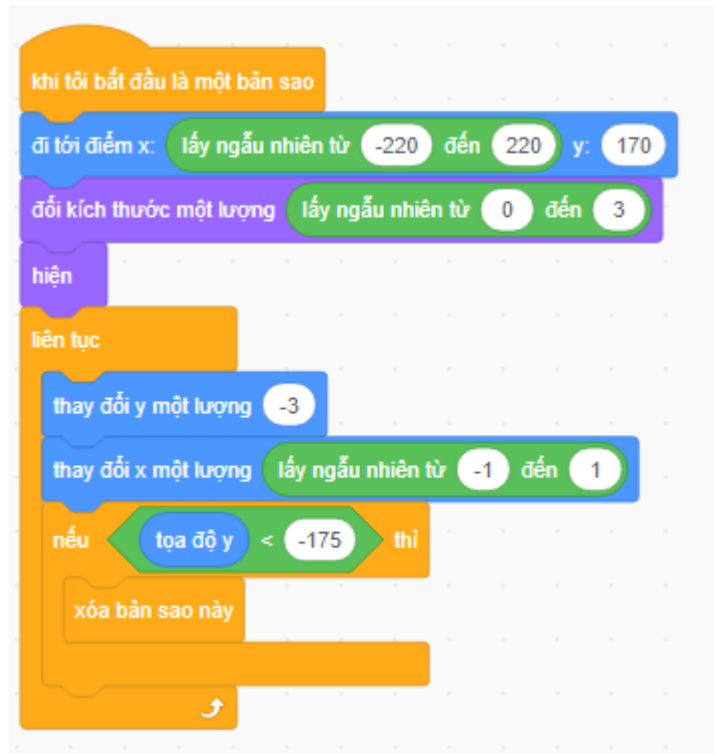 khi tôi bắt đầu là một bản sao
đi tới điểm x: lấy ngẫu nhiên từ -220 đến 220 y: 170
đổi kích thước một lượng lấy ngẫu nhiên từ 0 đến 3
hiện
liên tục
thay đổi y một lượng -3
thay đổi x một lượng lấy ngẫu nhiên từ -1 đến 1
nếu tọa độ y < -175 thì
xóa bản sao này